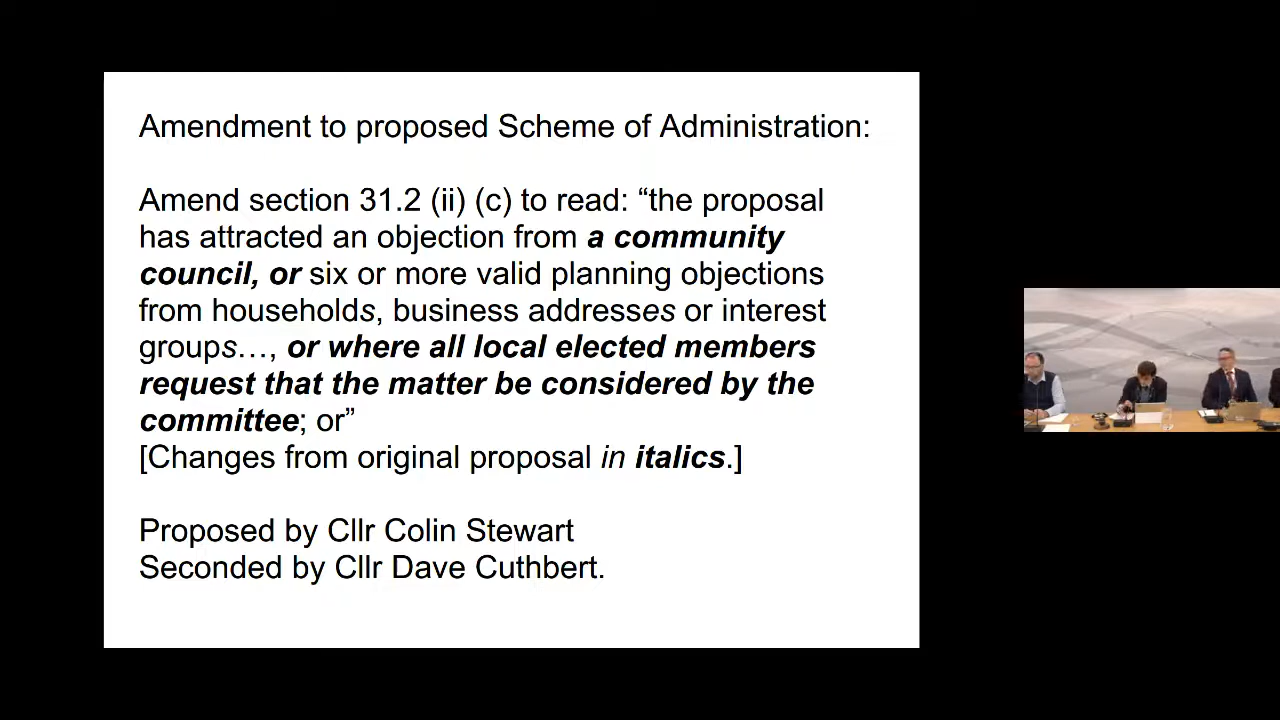 Amendment to proposed Scheme of Administration:
Amend section 31.2 (ii) (c) to read: “the proposal
has attracted an objection from a community
council, or six or more valid planning objections
from households, business addresses or interest
groups…, or where all local elected members
request that the matter be considered by the
committee; or”
[Changes from original proposal in italics.]
Proposed by Cllr Colin Stewart
Seconded by Cllr Dave Cuthbert.